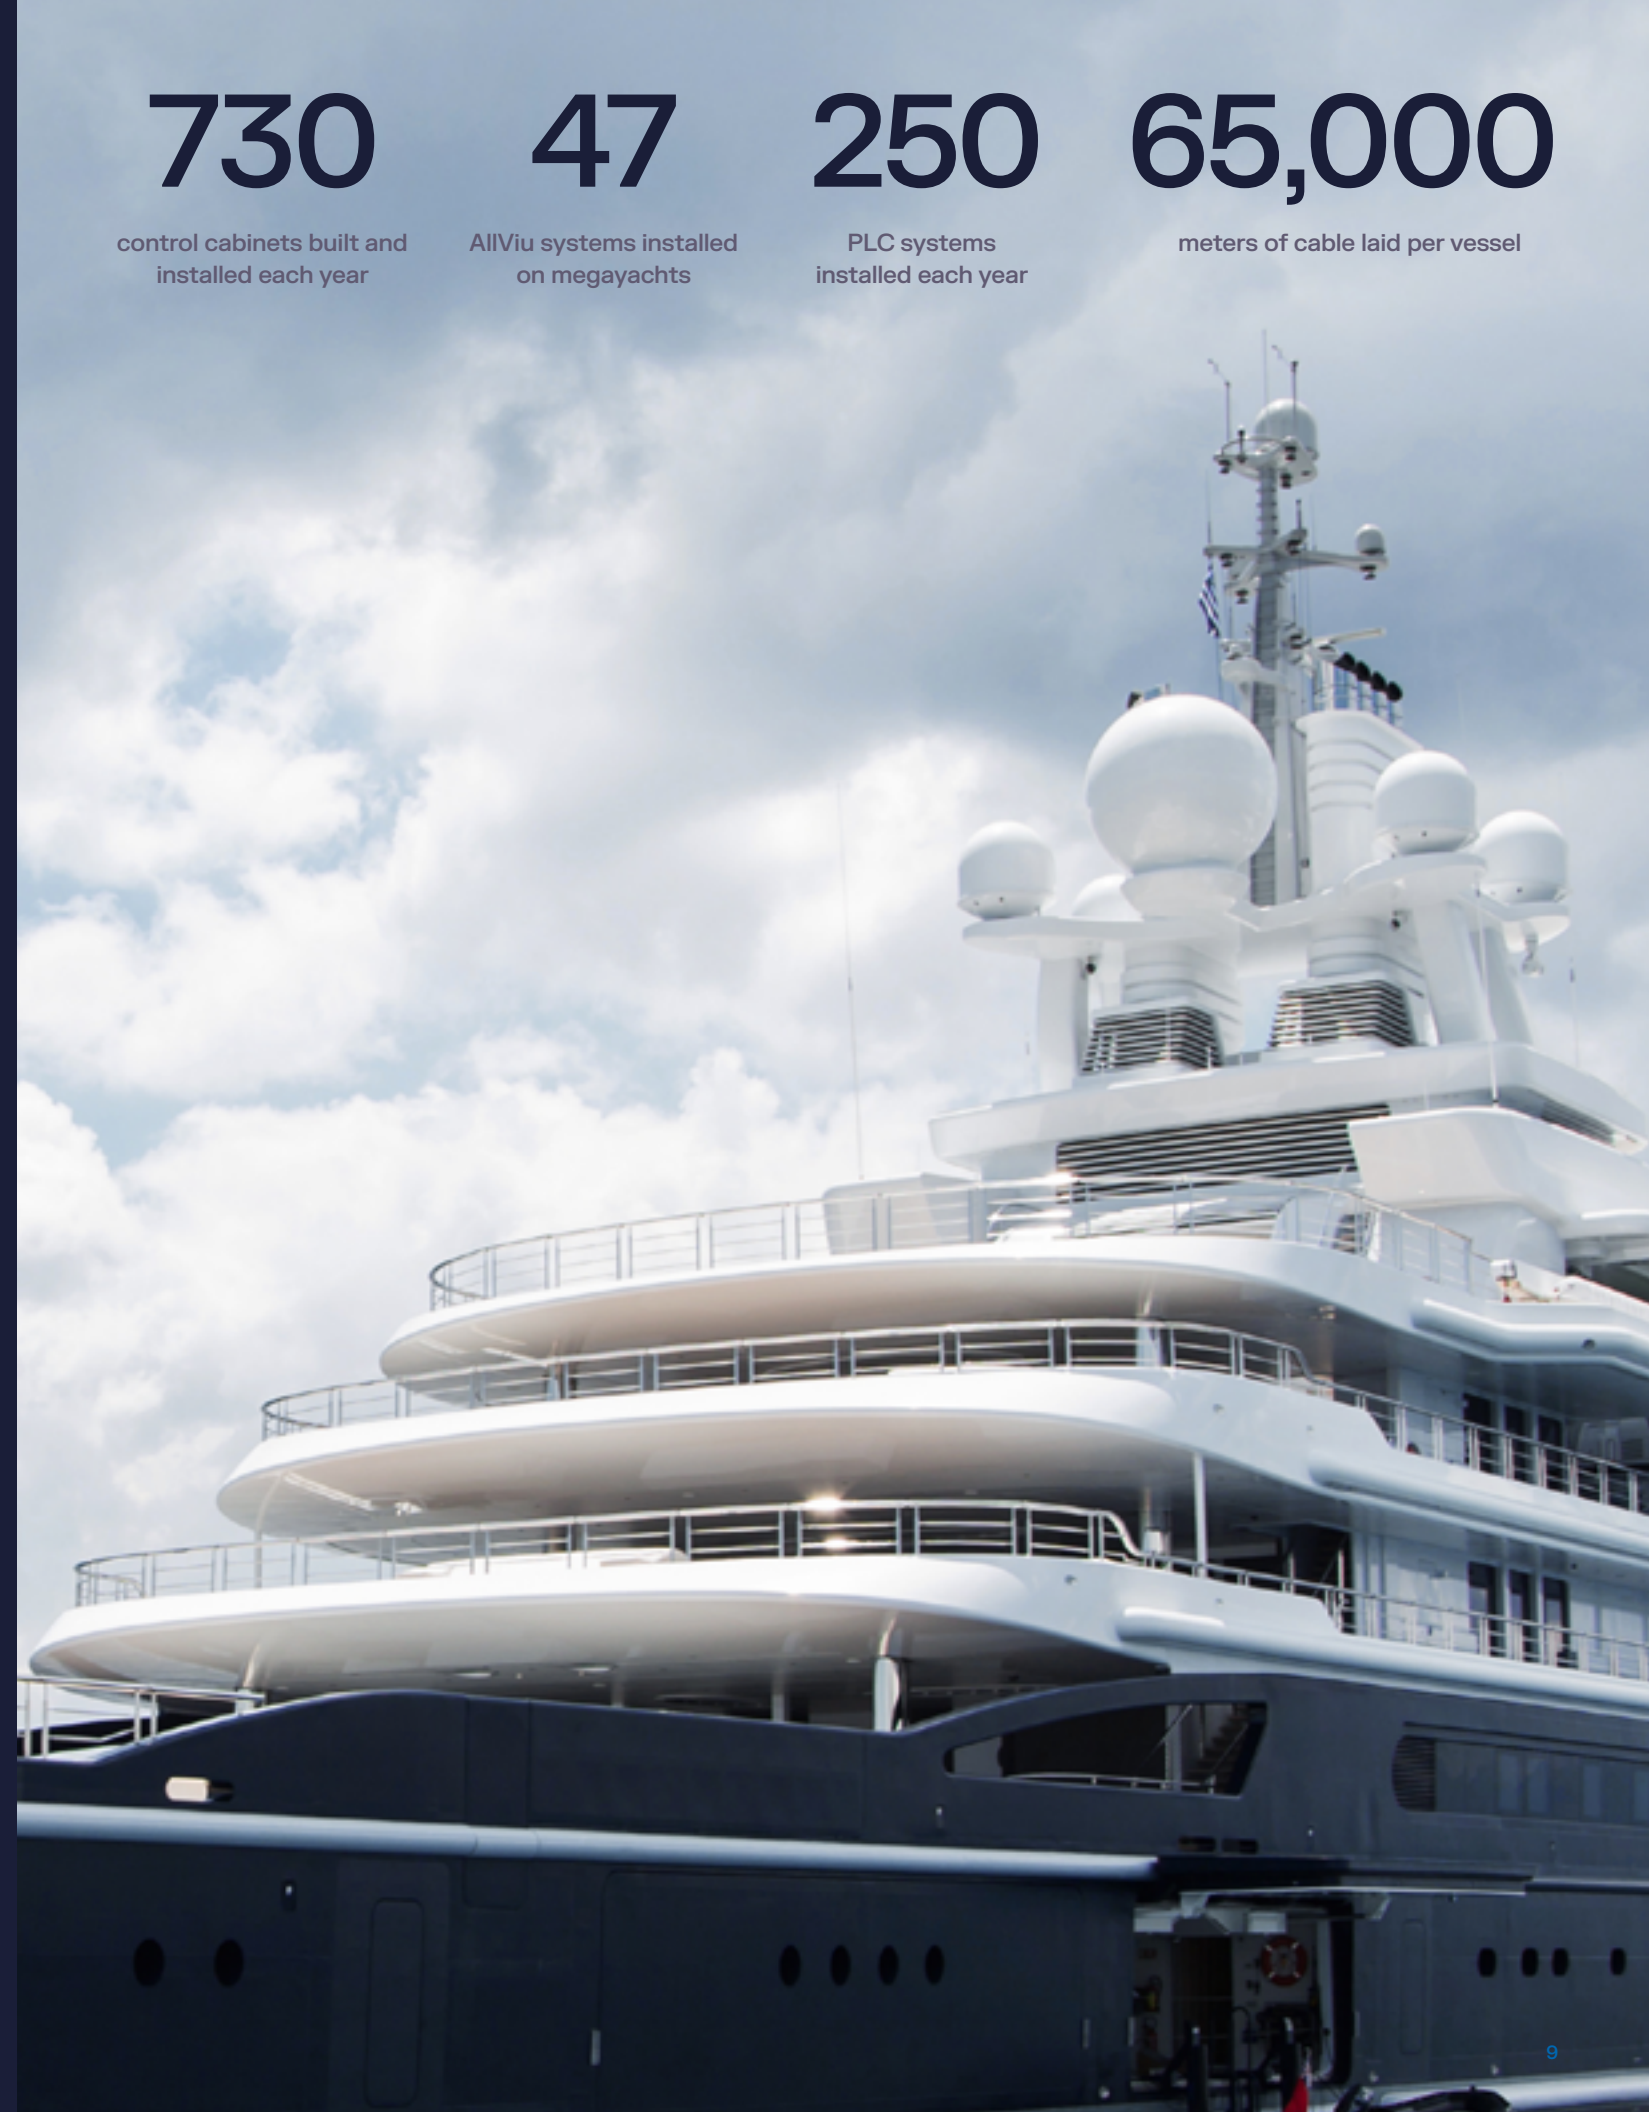 730
control cabinets built and
installed each year
47
AllViu systems installed
on megayachts
250
PLC systems
installed each year
65,000
meters of cable laid per vessel
9